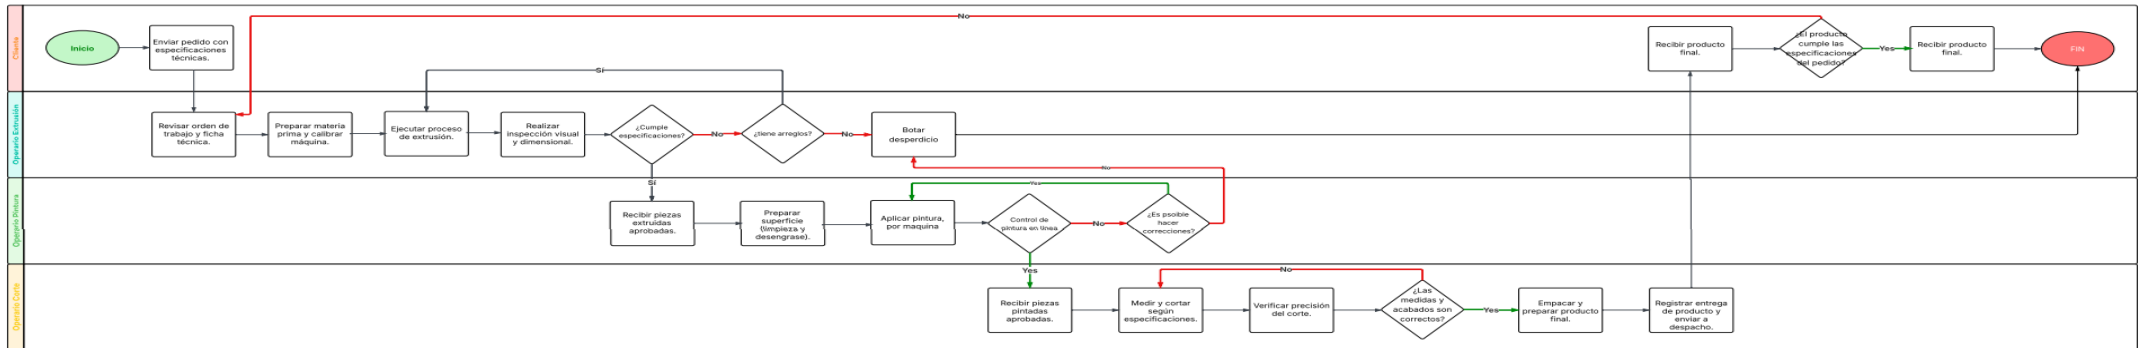 Cliente
Inicio
Enviar pedido con
especificaciones
técnicas.
No
Recibir producto
final.
¿El producto
cumple las
especificaciones
del pedido?
Yes
Recibir producto
final.
FIN
Sí
Operario Extrusión
Revisar orden de
trabajo y ficha
técnica.
Preparar materia
prima y calibrar
máquina.
Ejecutar proceso
de extrusión.
Realizar
inspección visual
y dimensional.
¿Cumple
especificaciones?
No
¿tiene arreglos?
No
Botar
desperdicio
No
Sí
Operario Pintura
Recibir piezas
extruidas
aprobadas.
Preparar
superficie
(limpieza y
desengrase).
Yes
Aplicar pintura,
por maquina
Control de
pintura en línea
No
¿Es psoible
hacer
correcciones?
Yes
Operario Corte
Recibir piezas
pintadas
aprobadas.
No
Medir y cortar
según
especificaciones.
Verificar precisión
del corte.
¿Las
medidas y
acabados son
correctos?
Yes
Empacar y
preparar producto
final.
Registrar entrega
de producto y
enviar a
despacho.